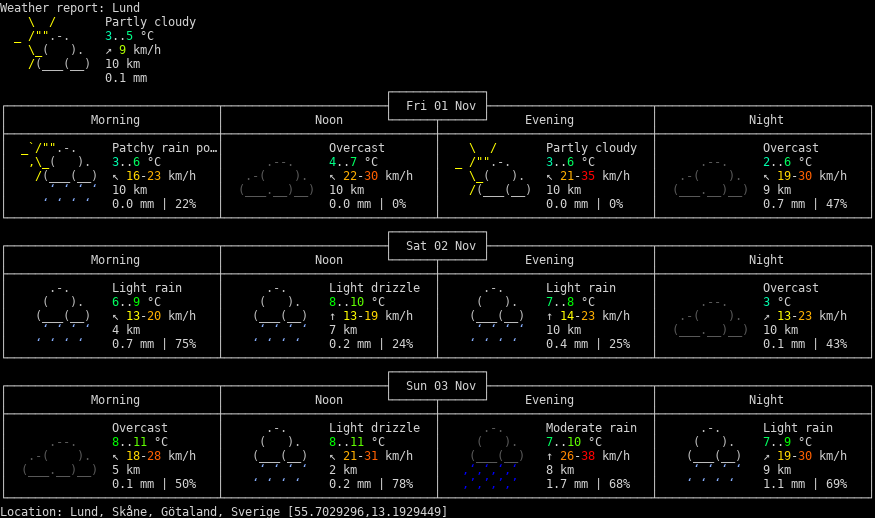 Weather report: Lund
Partly cloudy
3..5 °C
↗ 9 km/h
10 km
0.1 mm
Fri 01 Nov
Morning Noon Evening Night
Patchy rain po… Overcast Partly cloudy Overcast
3..6 °C 4..7 °C 3..6 °C 2..6 °C
↖ 16-23 km/h ↖ 22-30 km/h ↖ 21-35 km/h ↖ 19-30 km/h
10 km 10 km 10 km 9 km
0.0 mm | 22% 0.0 mm | 0% 0.0 mm | 0% 0.7 mm | 47%
Sat 02 Nov
Morning Noon Evening Night
Light rain Light drizzle Light rain Overcast
6..9 °C 8..10 °C 7..8 °C 3 °C
↖ 13-20 km/h ↑ 13-19 km/h ↑ 14-23 km/h ↗ 13-23 km/h
4 km 7 km 10 km 10 km
0.7 mm | 75% 0.2 mm | 24% 0.4 mm | 25% 0.1 mm | 43%
Sun 03 Nov
Morning Noon Evening Night
Overcast Light drizzle Moderate rain Light rain
8..11 °C 8..11 °C 7..10 °C 7..9 °C
↖ 18-28 km/h ↖ 21-31 km/h ↑ 26-38 km/h ↗ 19-30 km/h
5 km 2 km 8 km 9 km
0.1 mm | 50% 0.2 mm | 78% 1.7 mm | 68% 1.1 mm | 69%
Location: Lund, Skåne, Götaland, Sverige [55.7029296,13.1929449]